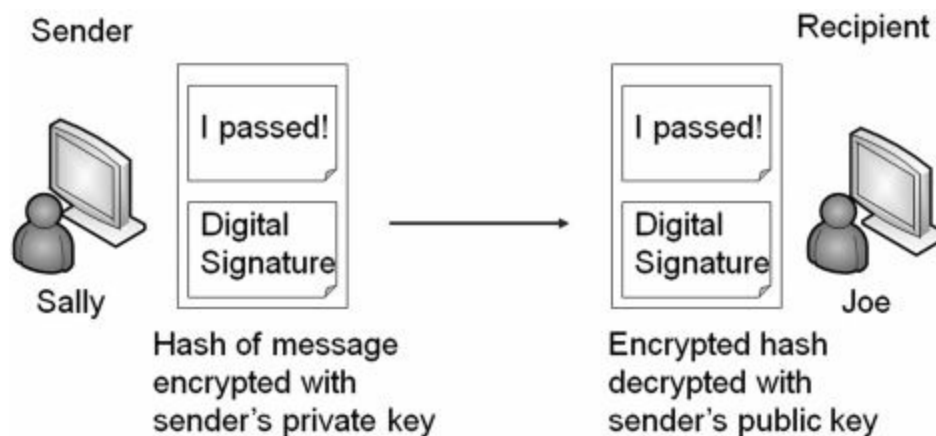 Sender
Recipient
I passed!
Digital
Signature
Sally
Hash of message
encrypted with
sender's private key
I passed!
Digital
Signature
Joe
Encrypted hash
decrypted with
sender's public key